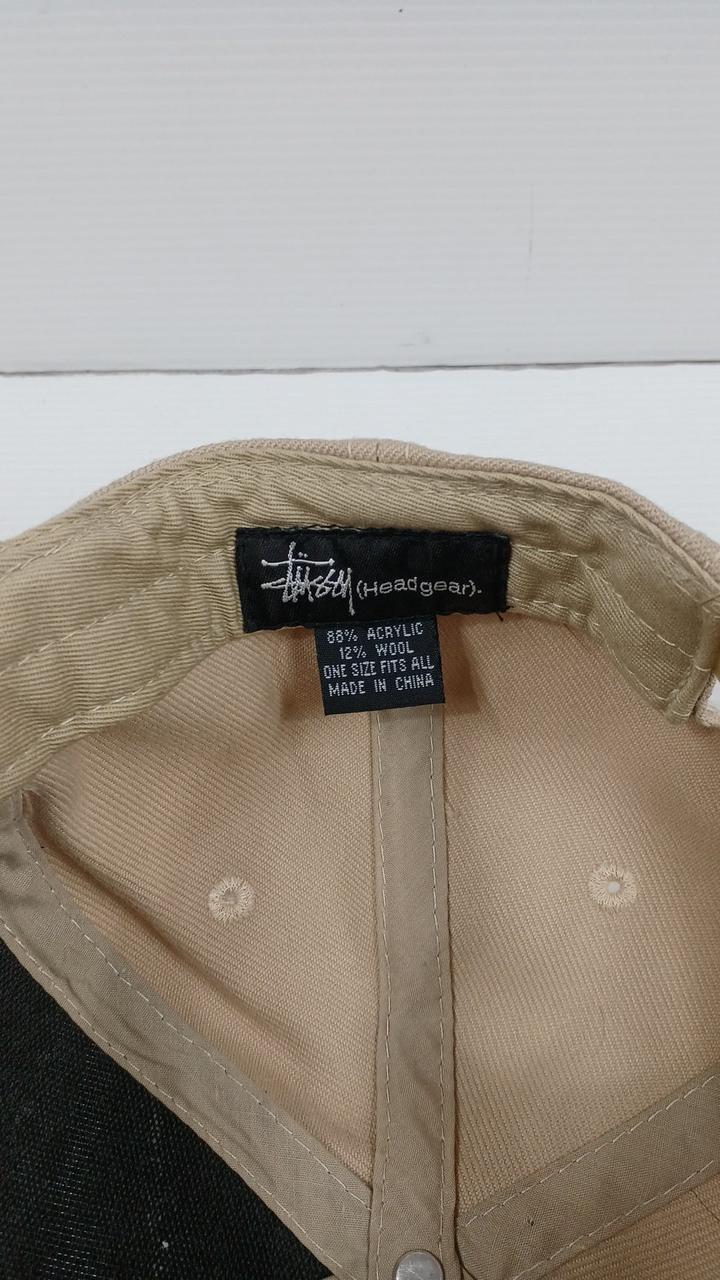 Stüssy (Headgear).
88% ACRYLIC
12% WOOL
ONE SIZE FITS ALL
MADE IN CHINA